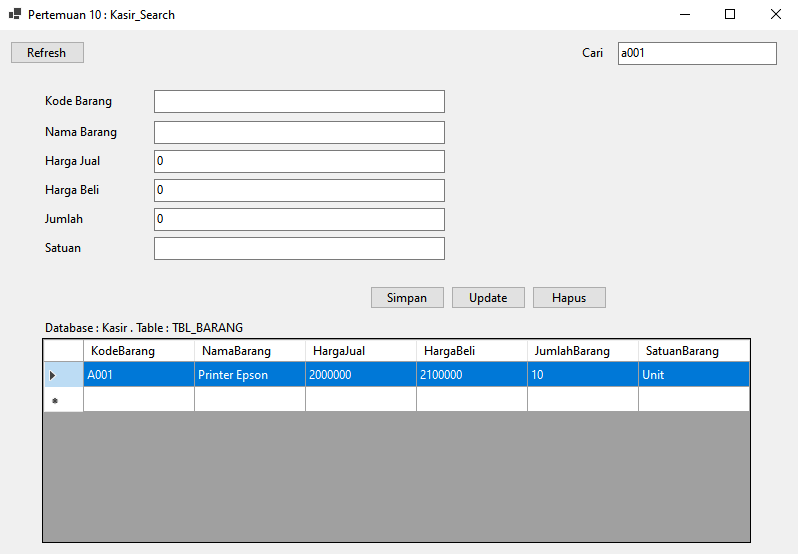 Pertemuan 10 : Kasir_Search
Refresh Cari a001
Kode Barang
Nama Barang
Harga Jual 0
Harga Beli 0
Jumlah 0
Satuan
Simpan Update Hapus
Database : Kasir . Table : TBL_BARANG
KodeBarang NamaBarang HargaJual HargaBeli JumlahBarang SatuanBarang
A001 Printer Epson 2000000 2100000 10 Unit